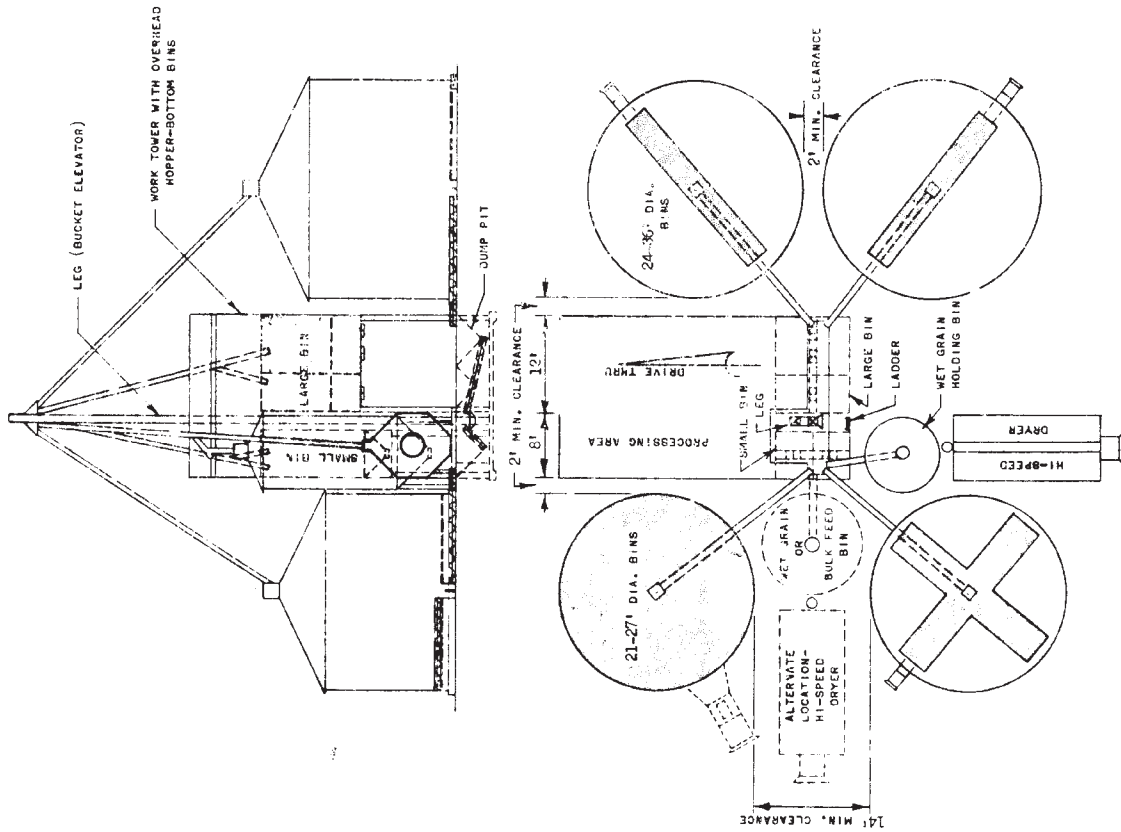 LEG (BUCKET ELEVATOR)
WORK TOWER WITH OVERHEAD
HOPPER-BOTTOM BINS
LARGE BIN
SMALL BIN
DUMP PIT
2' MIN. CLEARANCE
8'
12'
24-36' DIA.
BINS
2' MIN. CLEARANCE
PROCESSING AREA
DRIVE THRU
SMALL BIN
LEG
LARGE BIN
LADDER
WET GRAIN
HOLDING BIN
HI-SPEED
DRYER
21-27' DIA. BINS
WET GRAIN
OR
BULK FEED
BIN
ALTERNATE
LOCATION-
HI-SPEED
DRYER
14'
MIN. CLEARANCE